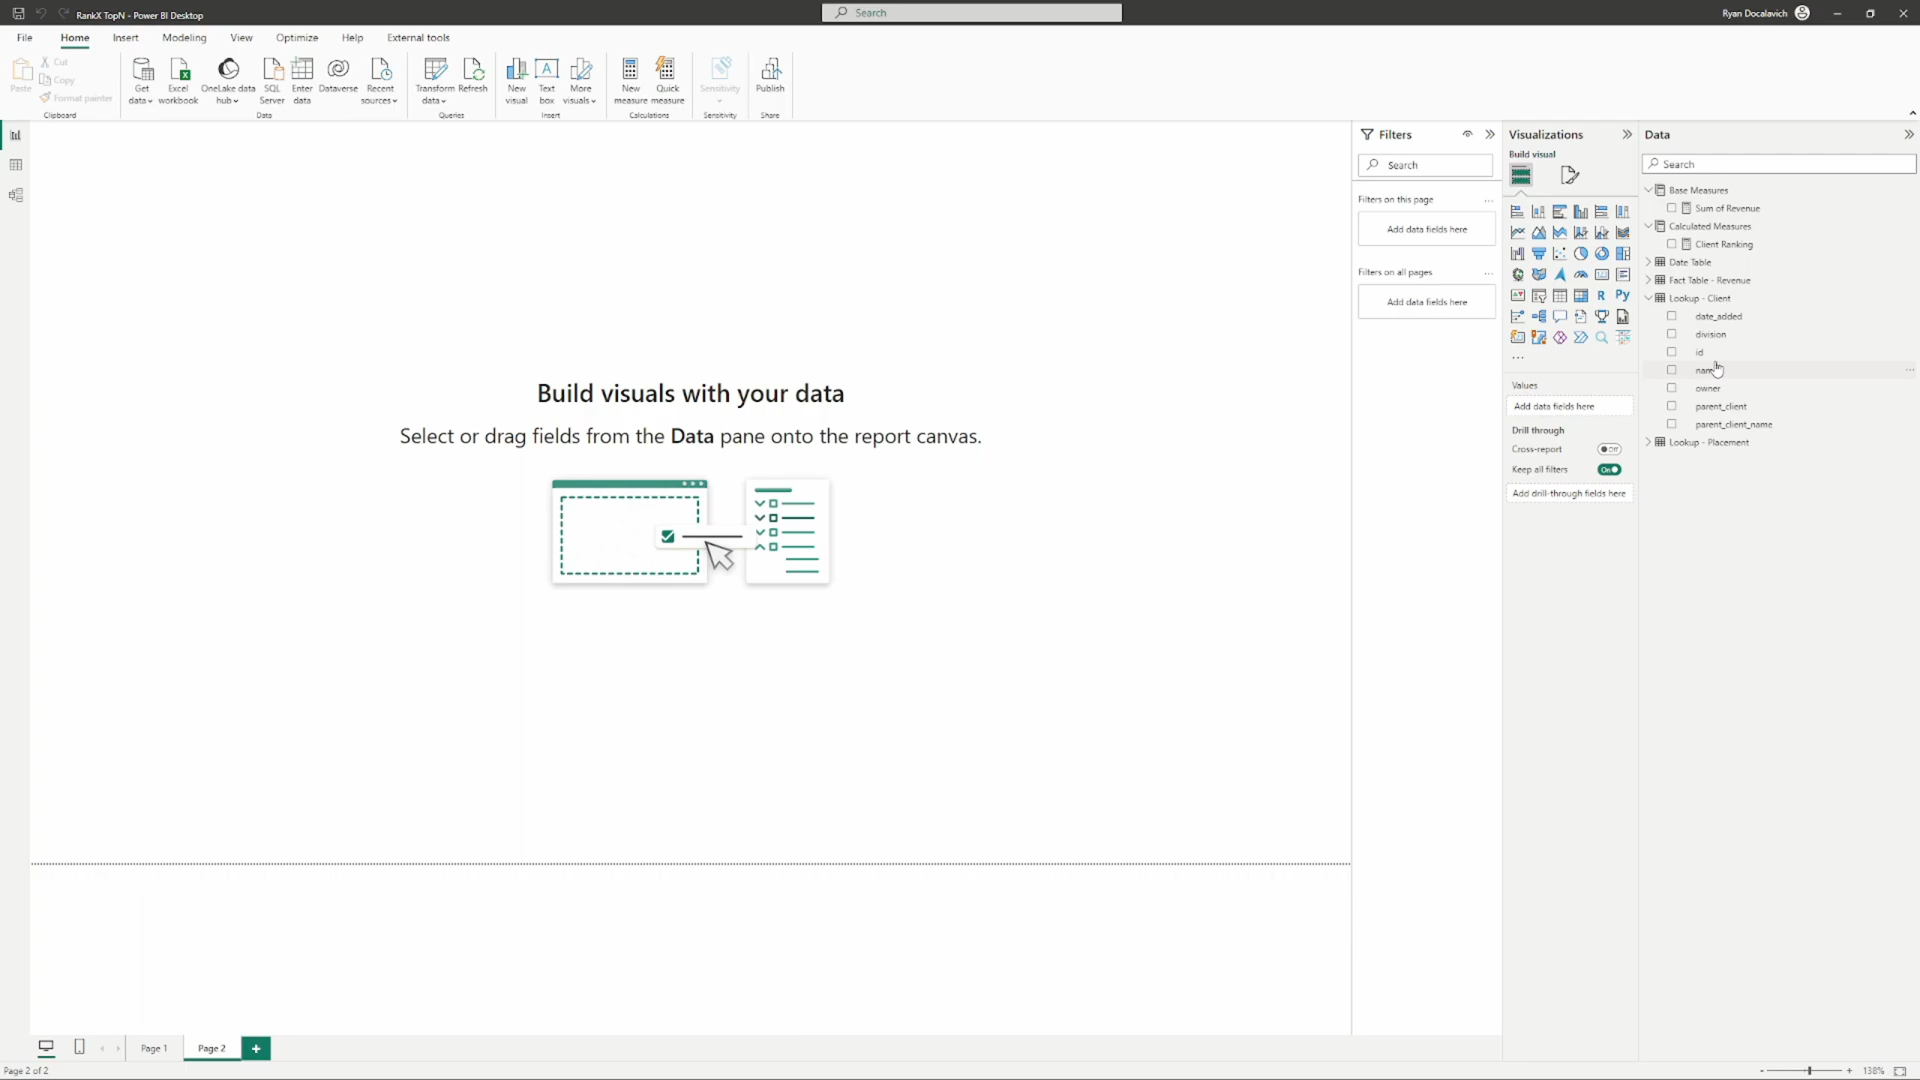 RankX TopN - Power BI Desktop
Search
Ryan Docalavich
File Home Insert Modeling View Optimize Help External tools
Paste
Cut
Copy
Format painter
Clipboard
Get data
Excel workbook
OneLake data hub
SQL Server
Enter data
Dataverse
Recent sources
Data
Transform data
Refresh
Queries
New visual
Text box
More visuals
Insert
New measure
Quick measure
Calculations
Sensitivity
Sensitivity
Publish
Share
Build visuals with your data
Select or drag fields from the Data pane onto the report canvas.
Filters
Search
Filters on this page
Add data fields here
Filters on all pages
Add data fields here
Visualizations
Build visual
R
Py
Values
Add data fields here
Drill through
Cross-report
Off
Keep all filters
On
Add drill-through fields here
Data
Search
Base Measures
Sum of Revenue
Calculated Measures
Client Ranking
Date Table
Fact Table - Revenue
Lookup - Client
date_added
division
id
owner
parent_client
parent_client_name
Lookup - Placement
Page 1
Page 2
Page 2 of 2
138%